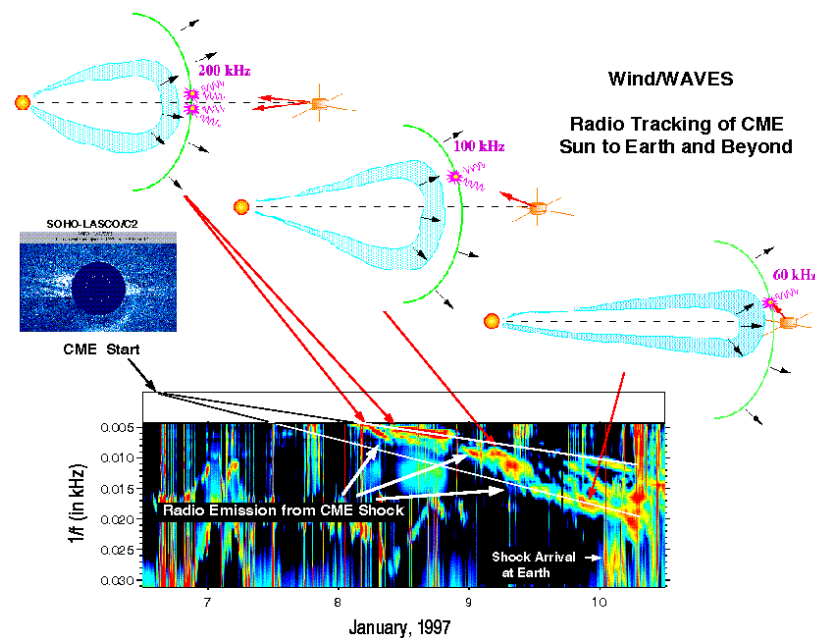 200 kHz
Wind/WAVES
Radio Tracking of CME
Sun to Earth and Beyond
100 kHz
SOHO-LASCO/C2
60 kHz
CME Start
0.005
0.010
0.015
0.020
0.025
0.030
1/f (in kHz)
Radio Emission from CME Shock
Shock Arrival
at Earth
7
8
9
10
January, 1997